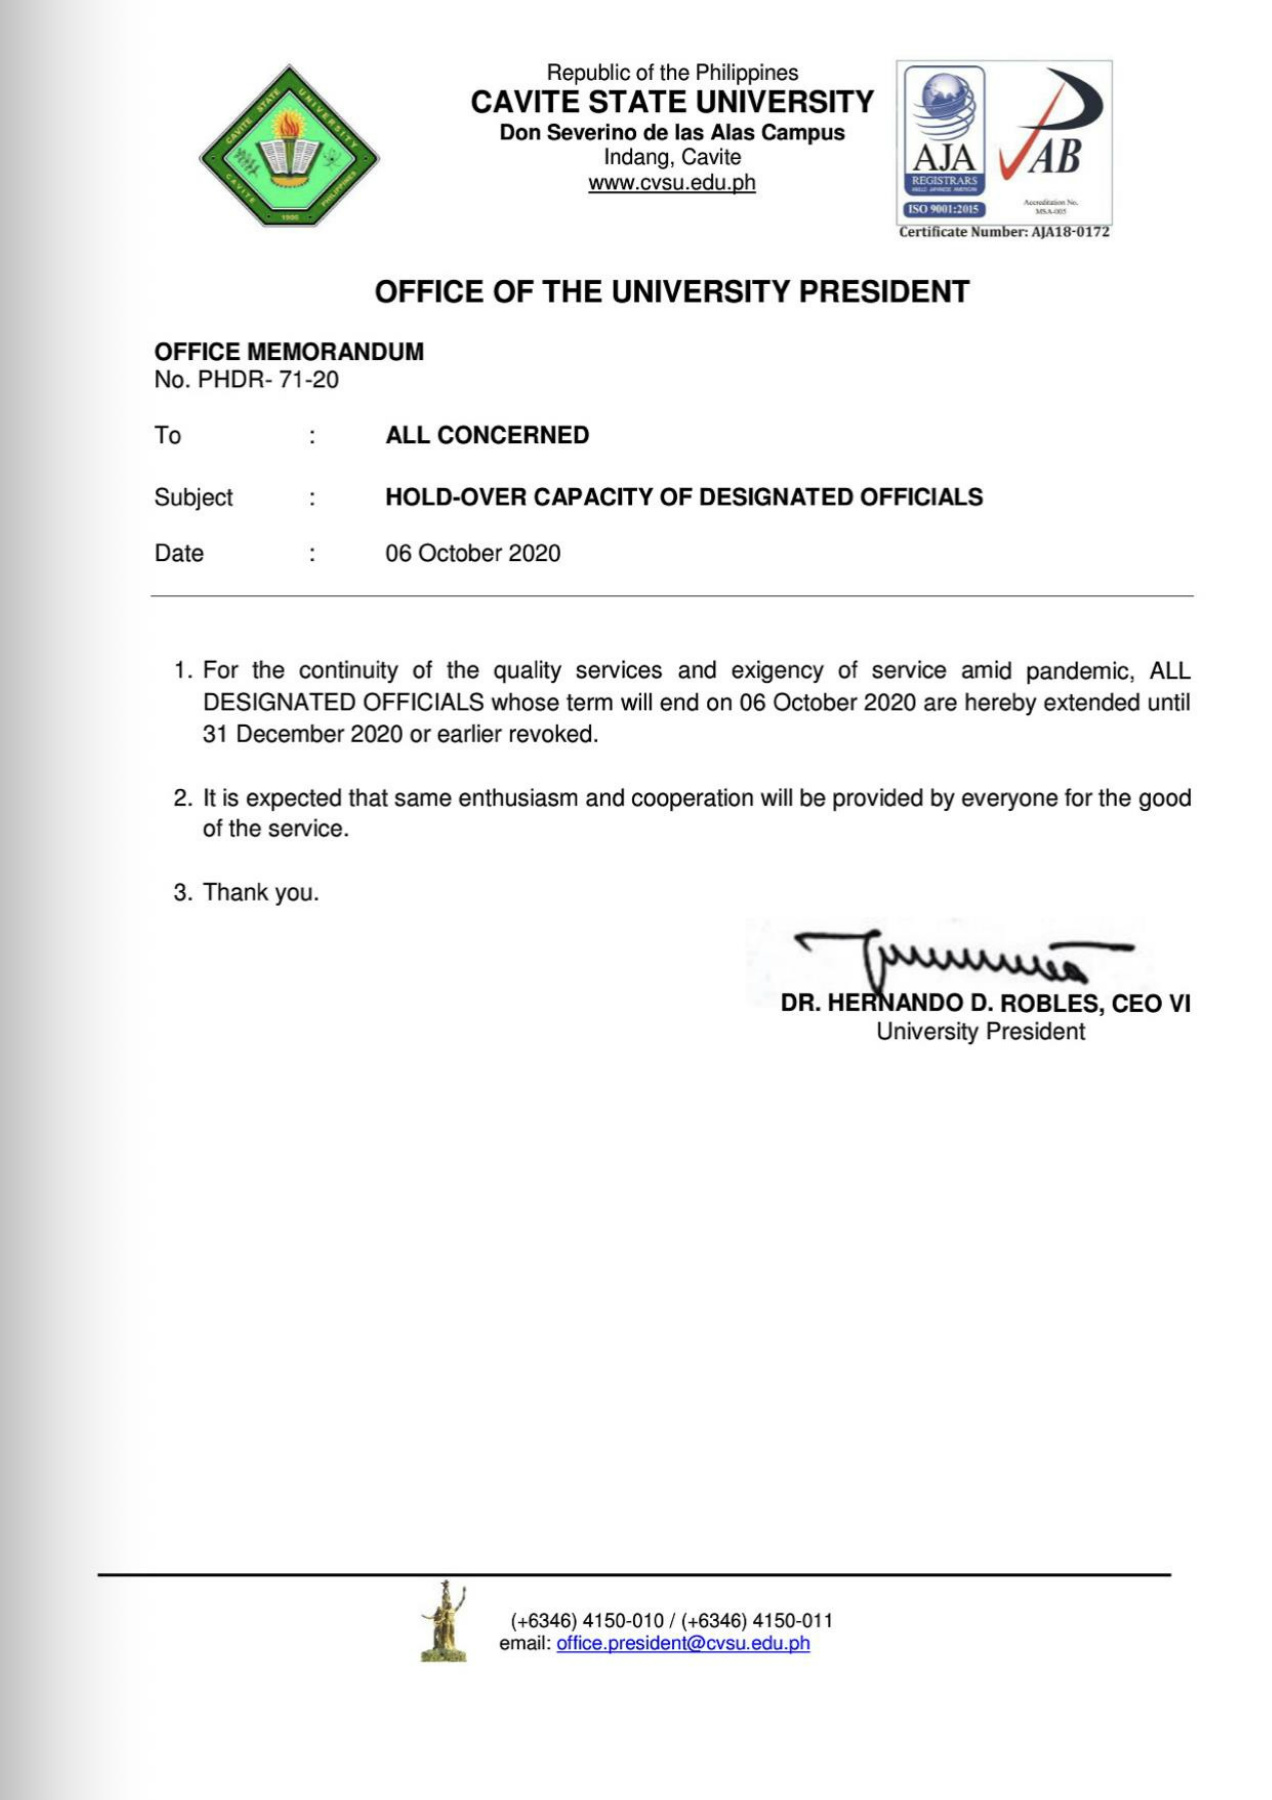 Republic of the Philippines
CAVITE STATE UNIVERSITY
Don Severino de las Alas Campus
Indang, Cavite
www.cvsu.edu.ph
CAVITE STATE UNIVERSITY
CAVITE PHILIPPINES
1906
AJA
REGISTRARS
ISO 9001:2015
PAB
Accreditation No.
MSA-005
Certificate Number: AJA18-0172
OFFICE OF THE UNIVERSITY PRESIDENT
OFFICE MEMORANDUM
No. PHDR- 71-20
To : ALL CONCERNED
Subject : HOLD-OVER CAPACITY OF DESIGNATED OFFICIALS
Date : 06 October 2020
1. For the continuity of the quality services and exigency of service amid pandemic, ALL
DESIGNATED OFFICIALS whose term will end on 06 October 2020 are hereby extended until
31 December 2020 or earlier revoked.
2. It is expected that same enthusiasm and cooperation will be provided by everyone for the good
of the service.
3. Thank you.
DR. HERNANDO D. ROBLES, CEO VI
University President
(+6346) 4150-010 / (+6346) 4150-011
email: office.president@cvsu.edu.ph